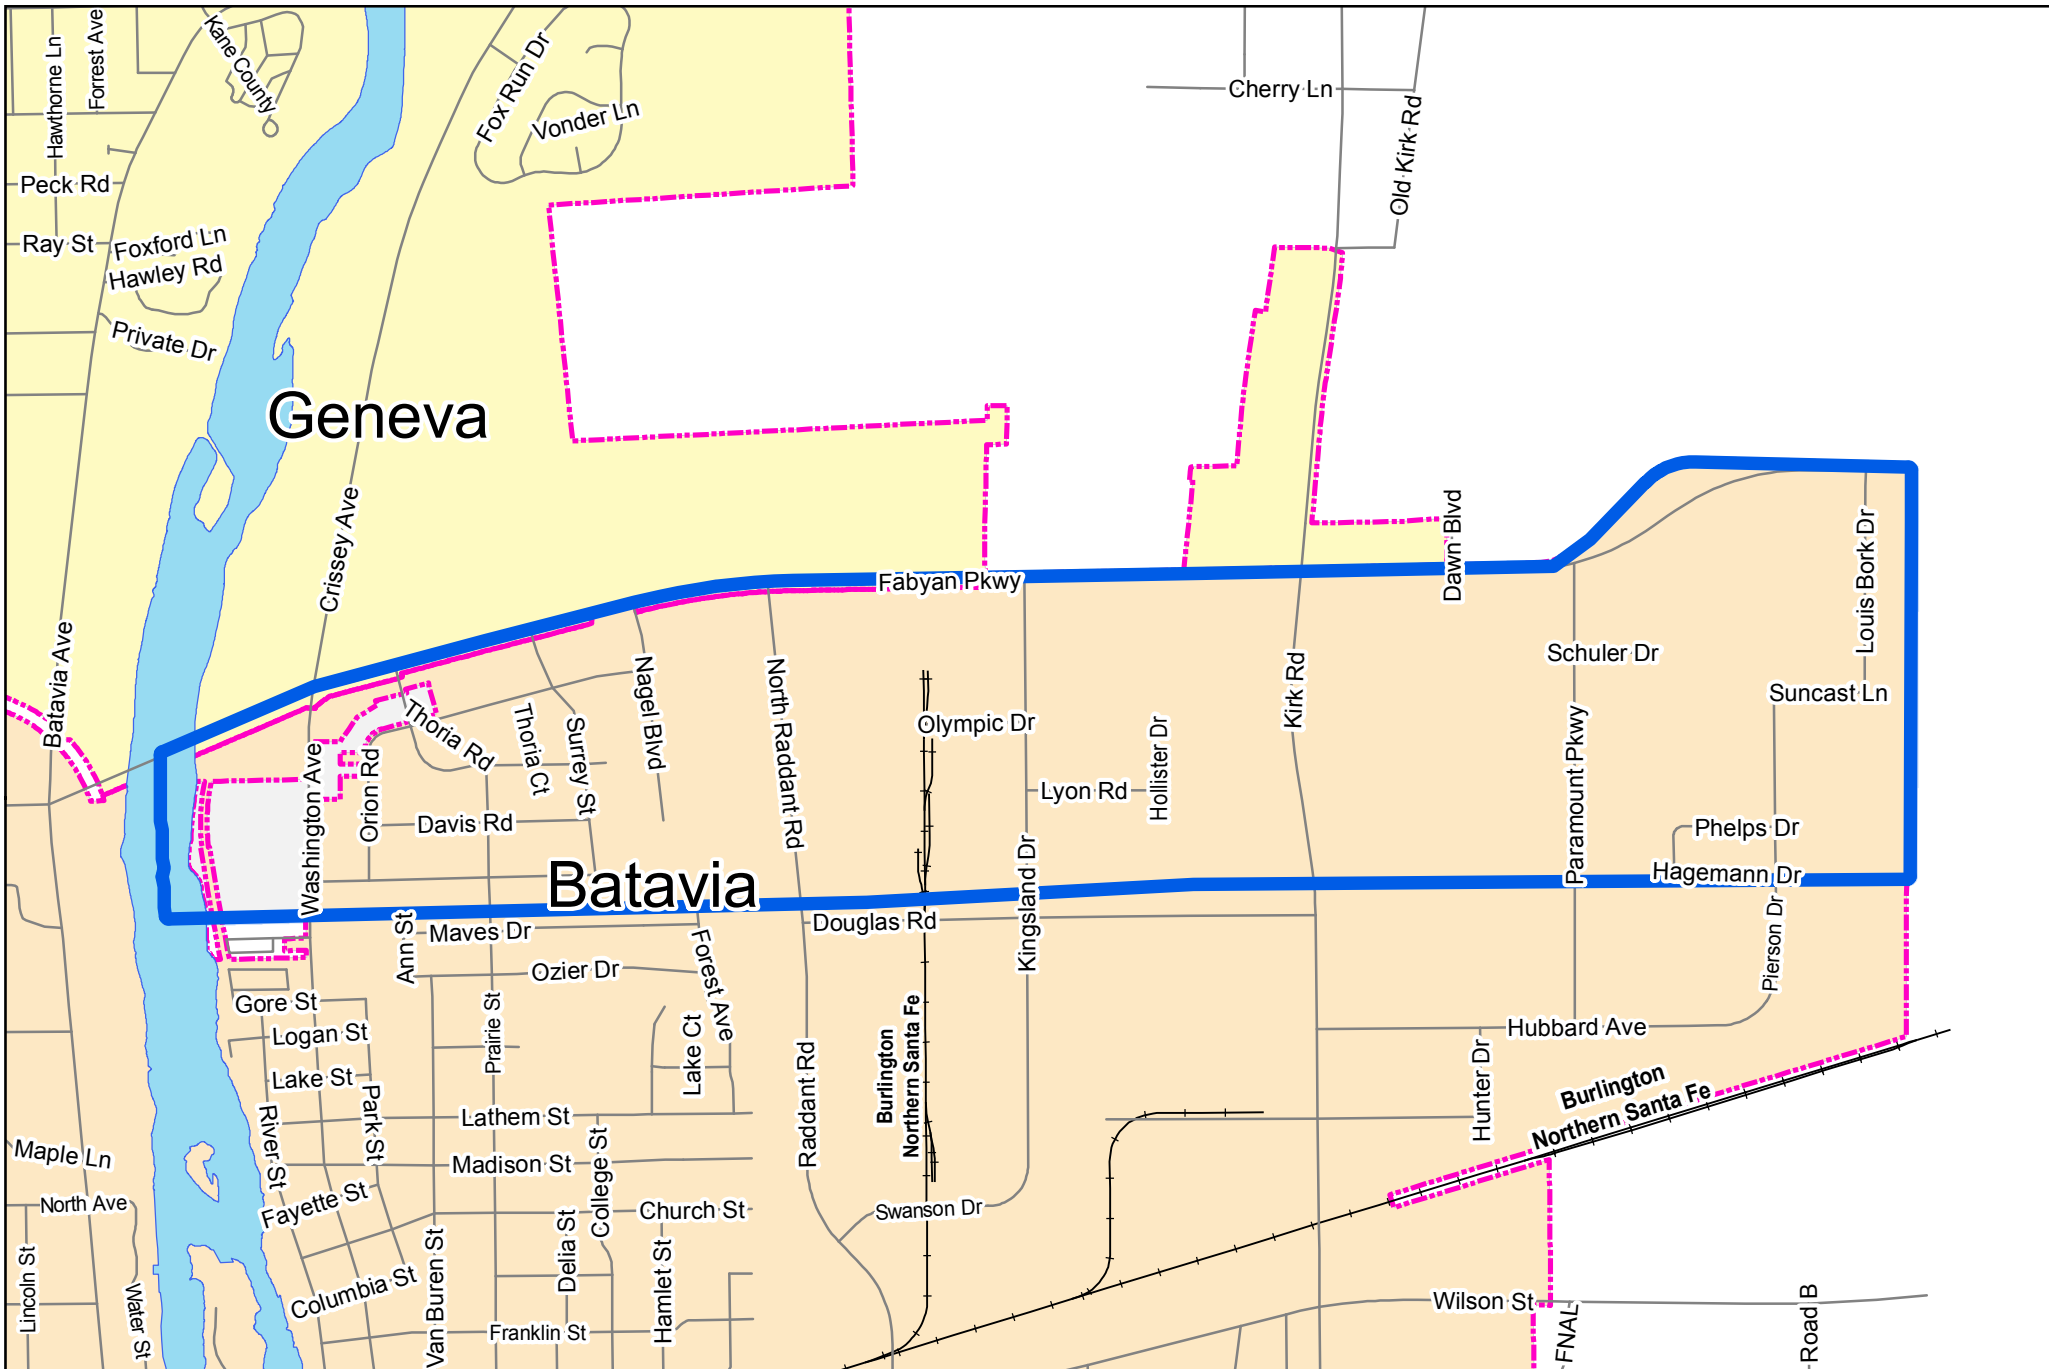 Hawthorne Ln
Forrest Ave
Kane County
Fox Run Dr
Vonder Ln
Cherry Ln
Old Kirk Rd
Peck Rd
Ray St
Foxford Ln
Hawley Rd
Private Dr
Geneva
Crissey Ave
Batavia Ave
Fabyan Pkwy
Dawn Blvd
Louis Bork Dr
Schuler Dr
Suncast Ln
Kirk Rd
Paramount Pkwy
Nagel Blvd
North Raddant Rd
Olympic Dr
Hollister Dr
Lyon Rd
Thoria Rd
Thoria Ct
Surrey St
Washington Ave
Orion Rd
Davis Rd
Phelps Dr
Hagemann Dr
Batavia
Kingsland Dr
Douglas Rd
Ann St
Maves Dr
Forest Ave
Ozier Dr
Pierson Dr
Gore St
Logan St
Prairie St
Lake Ct
Raddant Rd
Burlington
Northern Santa Fe
Hubbard Ave
Hunter Dr
Burlington
Northern Santa Fe
Lake St
River St
Park St
Lathem St
College St
Madison St
Maple Ln
North Ave
Fayette St
Church St
Swanson Dr
Lincoln St
Water St
Columbia St
Van Buren St
Delia St
Hamlet St
Franklin St
Wilson St
FNAL
Road B